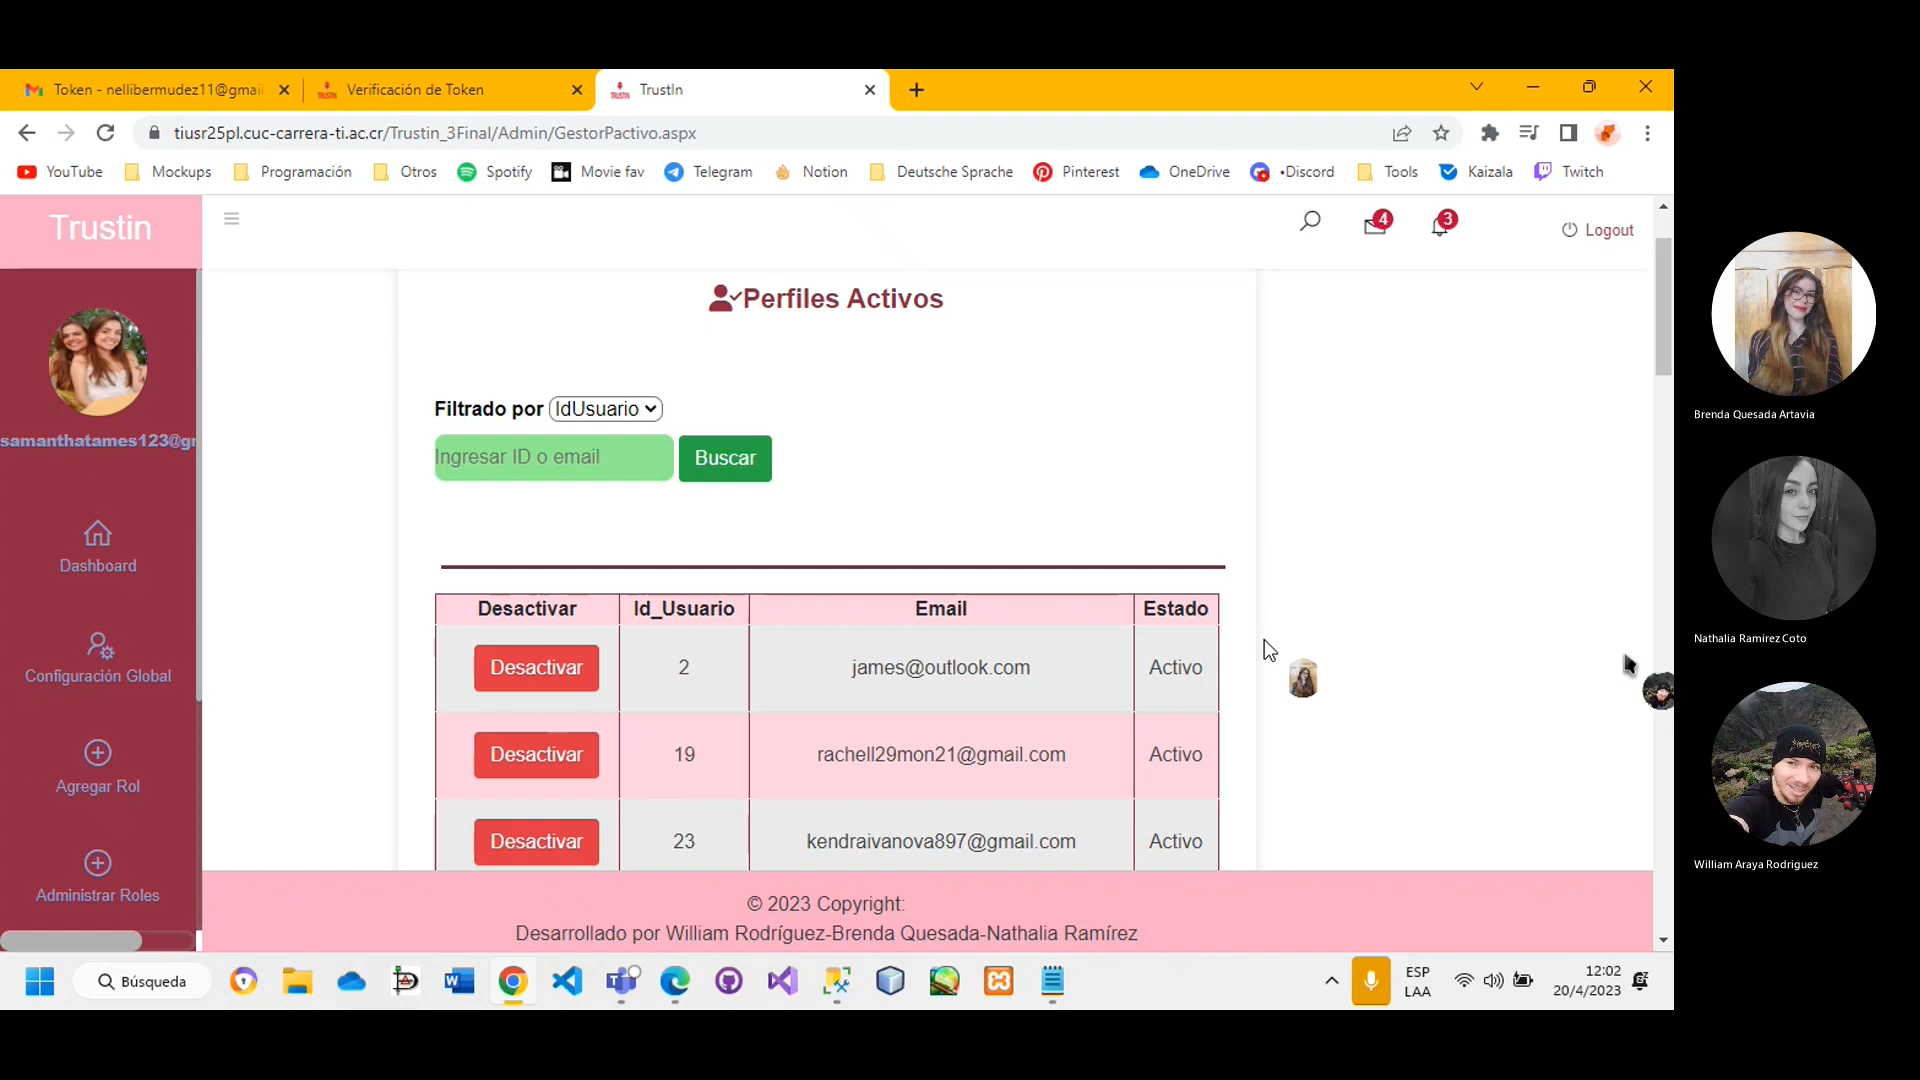 Token - nellibermudez11@gmai
Verificación de Token
TrustIn
tiusr25pl.cuc-carrera-ti.ac.cr/Trustin_3Final/Admin/GestorPactivo.aspx
YouTube
Mockups
Programación
Otros
Spotify
Movie fav
Telegram
Notion
Deutsche Sprache
Pinterest
OneDrive
•Discord
Tools
Kaizala
Twitch
Trustin
4
3
Logout
samanthatames123@gr
Dashboard
Configuración Global
Agregar Rol
Administrar Roles
Perfiles Activos
Filtrado por IdUsuario
Ingresar ID o email
Buscar
Desactivar Id_Usuario Email Estado
Desactivar 2 james@outlook.com Activo
Desactivar 19 rachell29mon21@gmail.com Activo
Desactivar 23 kendraivanova897@gmail.com Activo
© 2023 Copyright:
Desarrollado por William Rodríguez-Brenda Quesada-Nathalia Ramírez
Brenda Quesada Artavia
Nathalia Ramirez Coto
William Araya Rodriguez
Búsqueda
ESP
LAA
12:02
20/4/2023